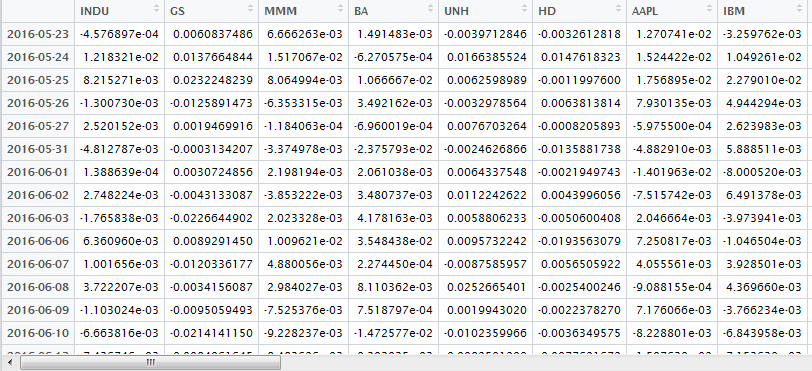 INDU GS MMM BA UNH HD AAPL IBM
2016-05-23 -4.576897e-04 0.0060837486 6.666263e-03 1.491483e-03 -0.0039712846 -0.0032612818 1.270741e-02 -3.259762e-03
2016-05-24 1.218321e-02 0.0137664844 1.517067e-02 -6.270575e-04 0.0166385524 0.0147618323 1.524422e-02 1.049261e-02
2016-05-25 8.215271e-03 0.0232248239 8.064994e-03 1.066667e-02 0.0062598989 -0.0011997600 1.756895e-02 2.279010e-02
2016-05-26 -1.300730e-03 -0.0125891473 -6.353315e-03 3.492162e-03 -0.0032978564 0.0063813814 7.930135e-03 4.944294e-03
2016-05-27 2.520152e-03 0.0019469916 -1.184063e-04 -6.960019e-04 0.0076703264 -0.0008205893 -5.975500e-04 2.623983e-03
2016-05-31 -4.812787e-03 -0.0003134207 -3.374978e-03 -2.375793e-02 -0.0024626866 -0.0135881738 -4.882910e-03 5.888511e-03
2016-06-01 1.388639e-04 0.0030724856 2.198194e-03 2.061038e-03 0.0064337548 -0.0021949743 -1.401963e-02 -8.000520e-03
2016-06-02 2.748224e-03 -0.0043133087 -3.853222e-03 3.480737e-03 0.0112242622 0.0043996056 -7.515742e-03 6.491378e-03
2016-06-03 -1.765838e-03 -0.0226644902 2.023328e-03 4.178163e-03 0.0058806233 -0.0050600408 2.046664e-03 -3.973941e-03
2016-06-06 6.360960e-03 0.0089291450 1.009621e-02 3.548438e-02 0.0095732242 -0.0193563079 7.250817e-03 -1.046504e-03
2016-06-07 1.001656e-03 -0.0120336177 4.880056e-03 2.274450e-04 -0.0087585957 0.0056505922 4.055561e-03 3.928501e-03
2016-06-08 3.722207e-03 -0.0034156087 2.984027e-03 8.110362e-03 0.0252665401 -0.0025400246 -9.088155e-04 4.369660e-03
2016-06-09 -1.103024e-03 -0.0095059493 -7.525376e-03 7.518797e-04 0.0019943020 -0.0022378270 7.176066e-03 -3.766234e-03
2016-06-10 -6.663816e-03 -0.0214141150 -9.228237e-03 -1.472577e-02 -0.0102359966 -0.0036349575 -8.228801e-03 -6.843958e-03